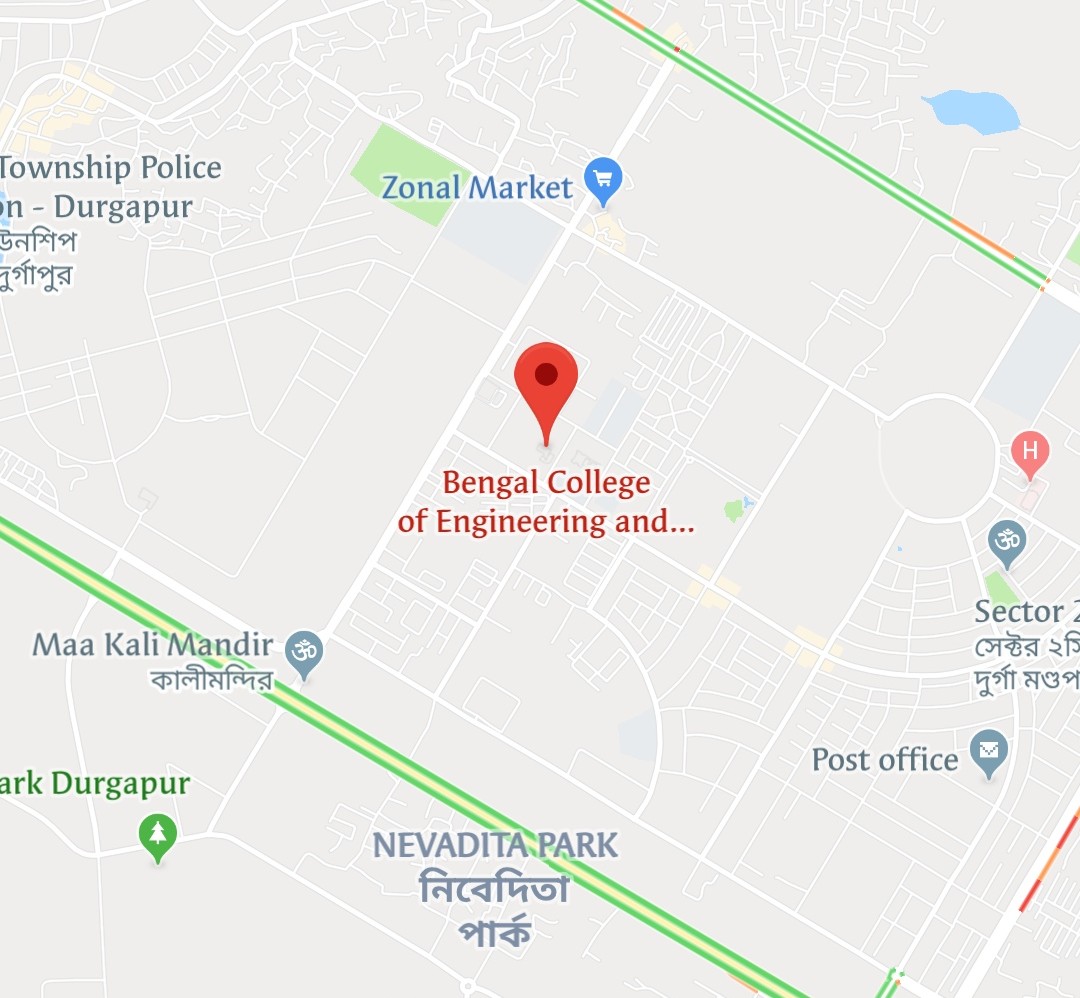 Township Police
on - Durgapur
উনশিপ
দুর্গাপুর
Zonal Market
Bengal College
of Engineering and...
H
ॐ
Maa Kali Mandir
কালীমন্দির
ॐ
Sector 2
সেক্টর ২সি
দুর্গা মণ্ডপ
Post office
ark Durgapur
NEVADITA PARK
নিবেদিতা
পার্ক